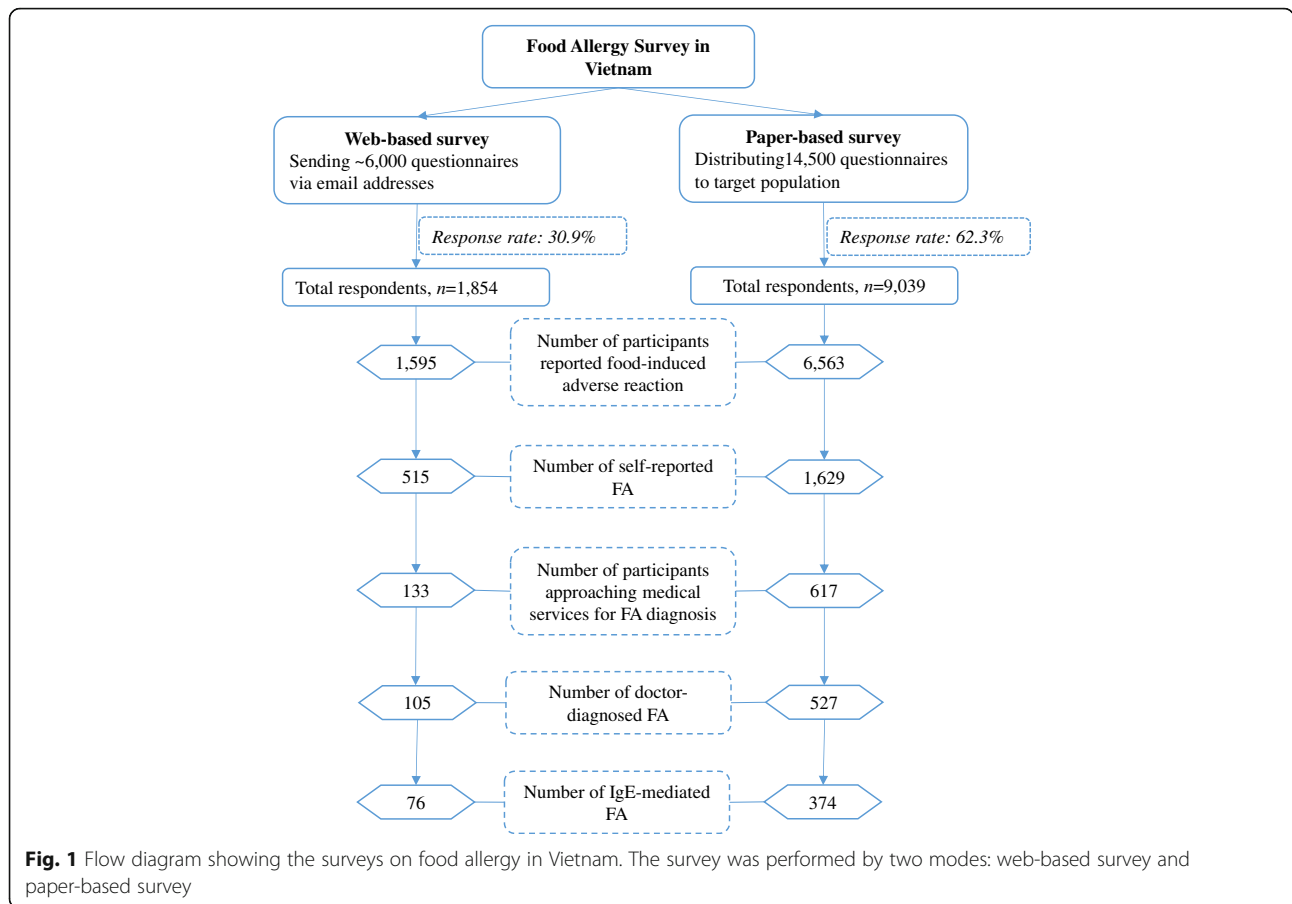 Food Allergy Survey in
Vietnam
Web-based survey
Sending ~6,000 questionnaires
via email addresses
Paper-based survey
Distributing14,500 questionnaires
to target population
Response rate: 30.9%
Response rate: 62.3%
Total respondents, n=1,854
Total respondents, n=9,039
1,595
Number of participants
reported food-induced
adverse reaction
6,563
515
Number of self-reported
FA
1,629
133
Number of participants
approaching medical
services for FA diagnosis
617
105
Number of doctor-
diagnosed FA
527
76
Number of IgE-mediated
FA
374
Fig. 1 Flow diagram showing the surveys on food allergy in Vietnam. The survey was performed by two modes: web-based survey and
paper-based survey